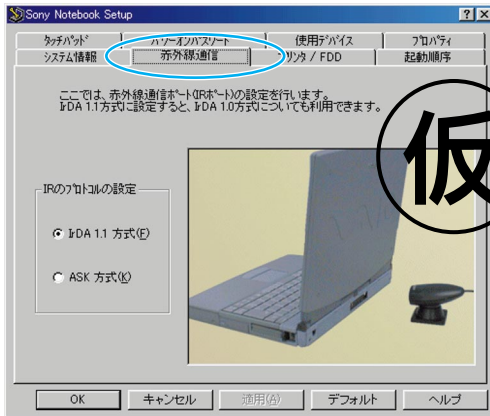 Sony Notebook Setup
タッチパッド パワーオンパスワード 使用デバイス プロパティ
システム情報 赤外線通信 プリンタ / FDD 起動順序
ここでは、赤外線通信ポート(IRポート)の設定を行います。
IrDA 1.1方式に設定すると、IrDA 1.0方式についても利用できます。
仮
IRのプロトコルの設定
IrDA 1.1 方式(F)
ASK 方式(K)
OK キャンセル 適用(A) デフォルト ヘルプ